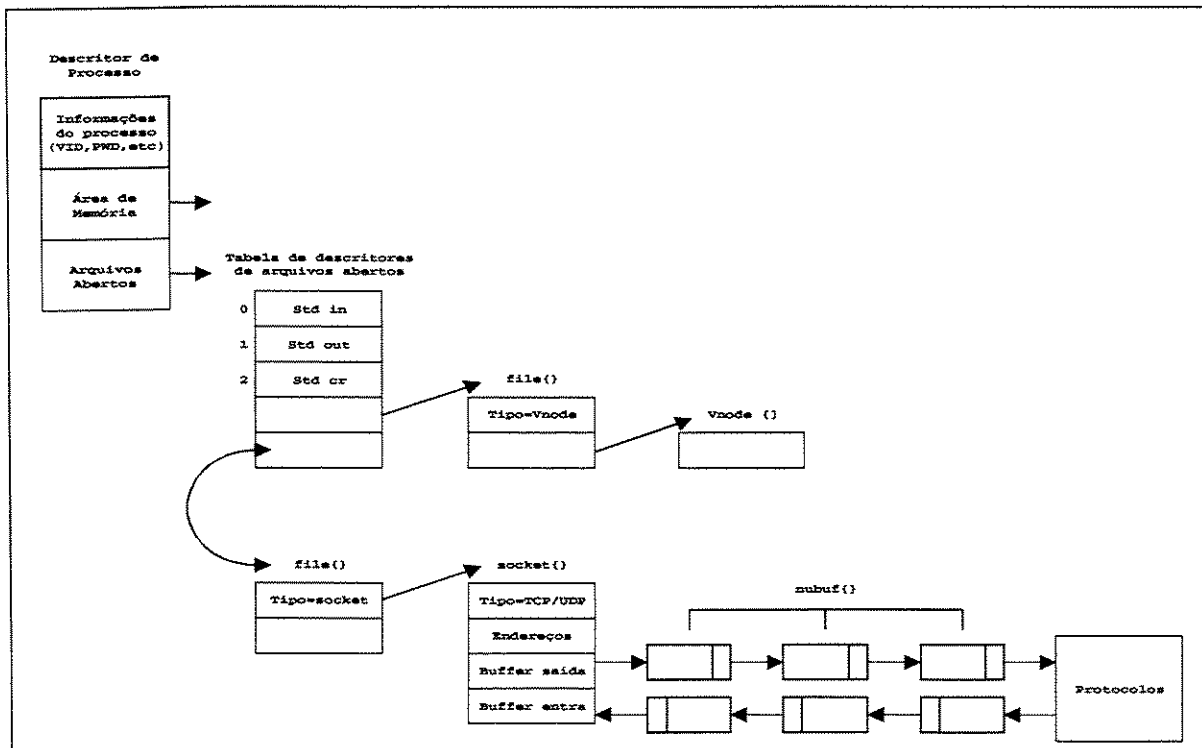 Descritor de
Processo
Informações
do processo
(VID,PWD,etc)
Área de
Memória
Arquivos
Abertos
Tabela de descritores
de arquivos abertos
0 Std in
1 Std out
2 Std cr
file()
Tipo=Vnode
Vnode {}
file()
Tipo=socket
socket()
Tipo=TCP/UDP
Endereços
Buffer saída
Buffer entra
mubuf{}
Protocolos